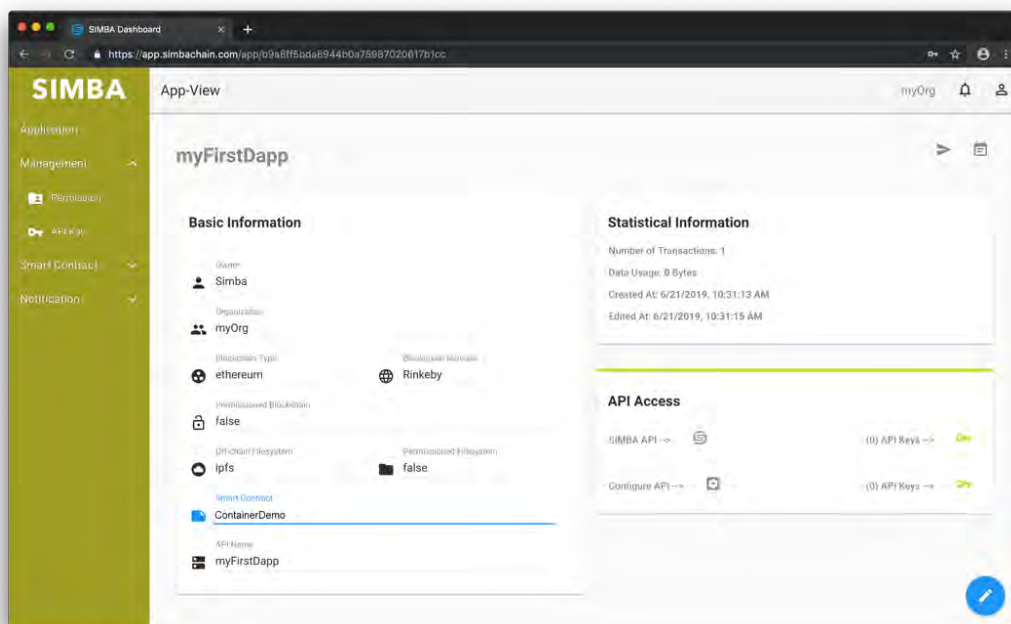 SIMBA Dashboard
https://app.simbachain.com/app/b9a8ff5bda6944b0a75987020617b1cc
SIMBA
App-View
myOrg
Application
Management
Permission
API Key
Smart Contract
Notification
myFirstDapp
Basic Information
Owner
Simba
Organization
myOrg
Blockchain Type
ethereum
Blockchain Network
Rinkeby
Permissioned Blockchain
false
Off-chain Filesystem
ipfs
Permissioned Filesystem
false
Smart Contract
ContainerDemo
API Name
myFirstDapp
Statistical Information
Number of Transactions: 1
Data Usage: 0 Bytes
Created At: 6/21/2019, 10:31:13 AM
Edited At: 6/21/2019, 10:31:15 AM
API Access
SIMBA API -->
(0) API Keys -->
Configure API -->
(0) API Keys -->